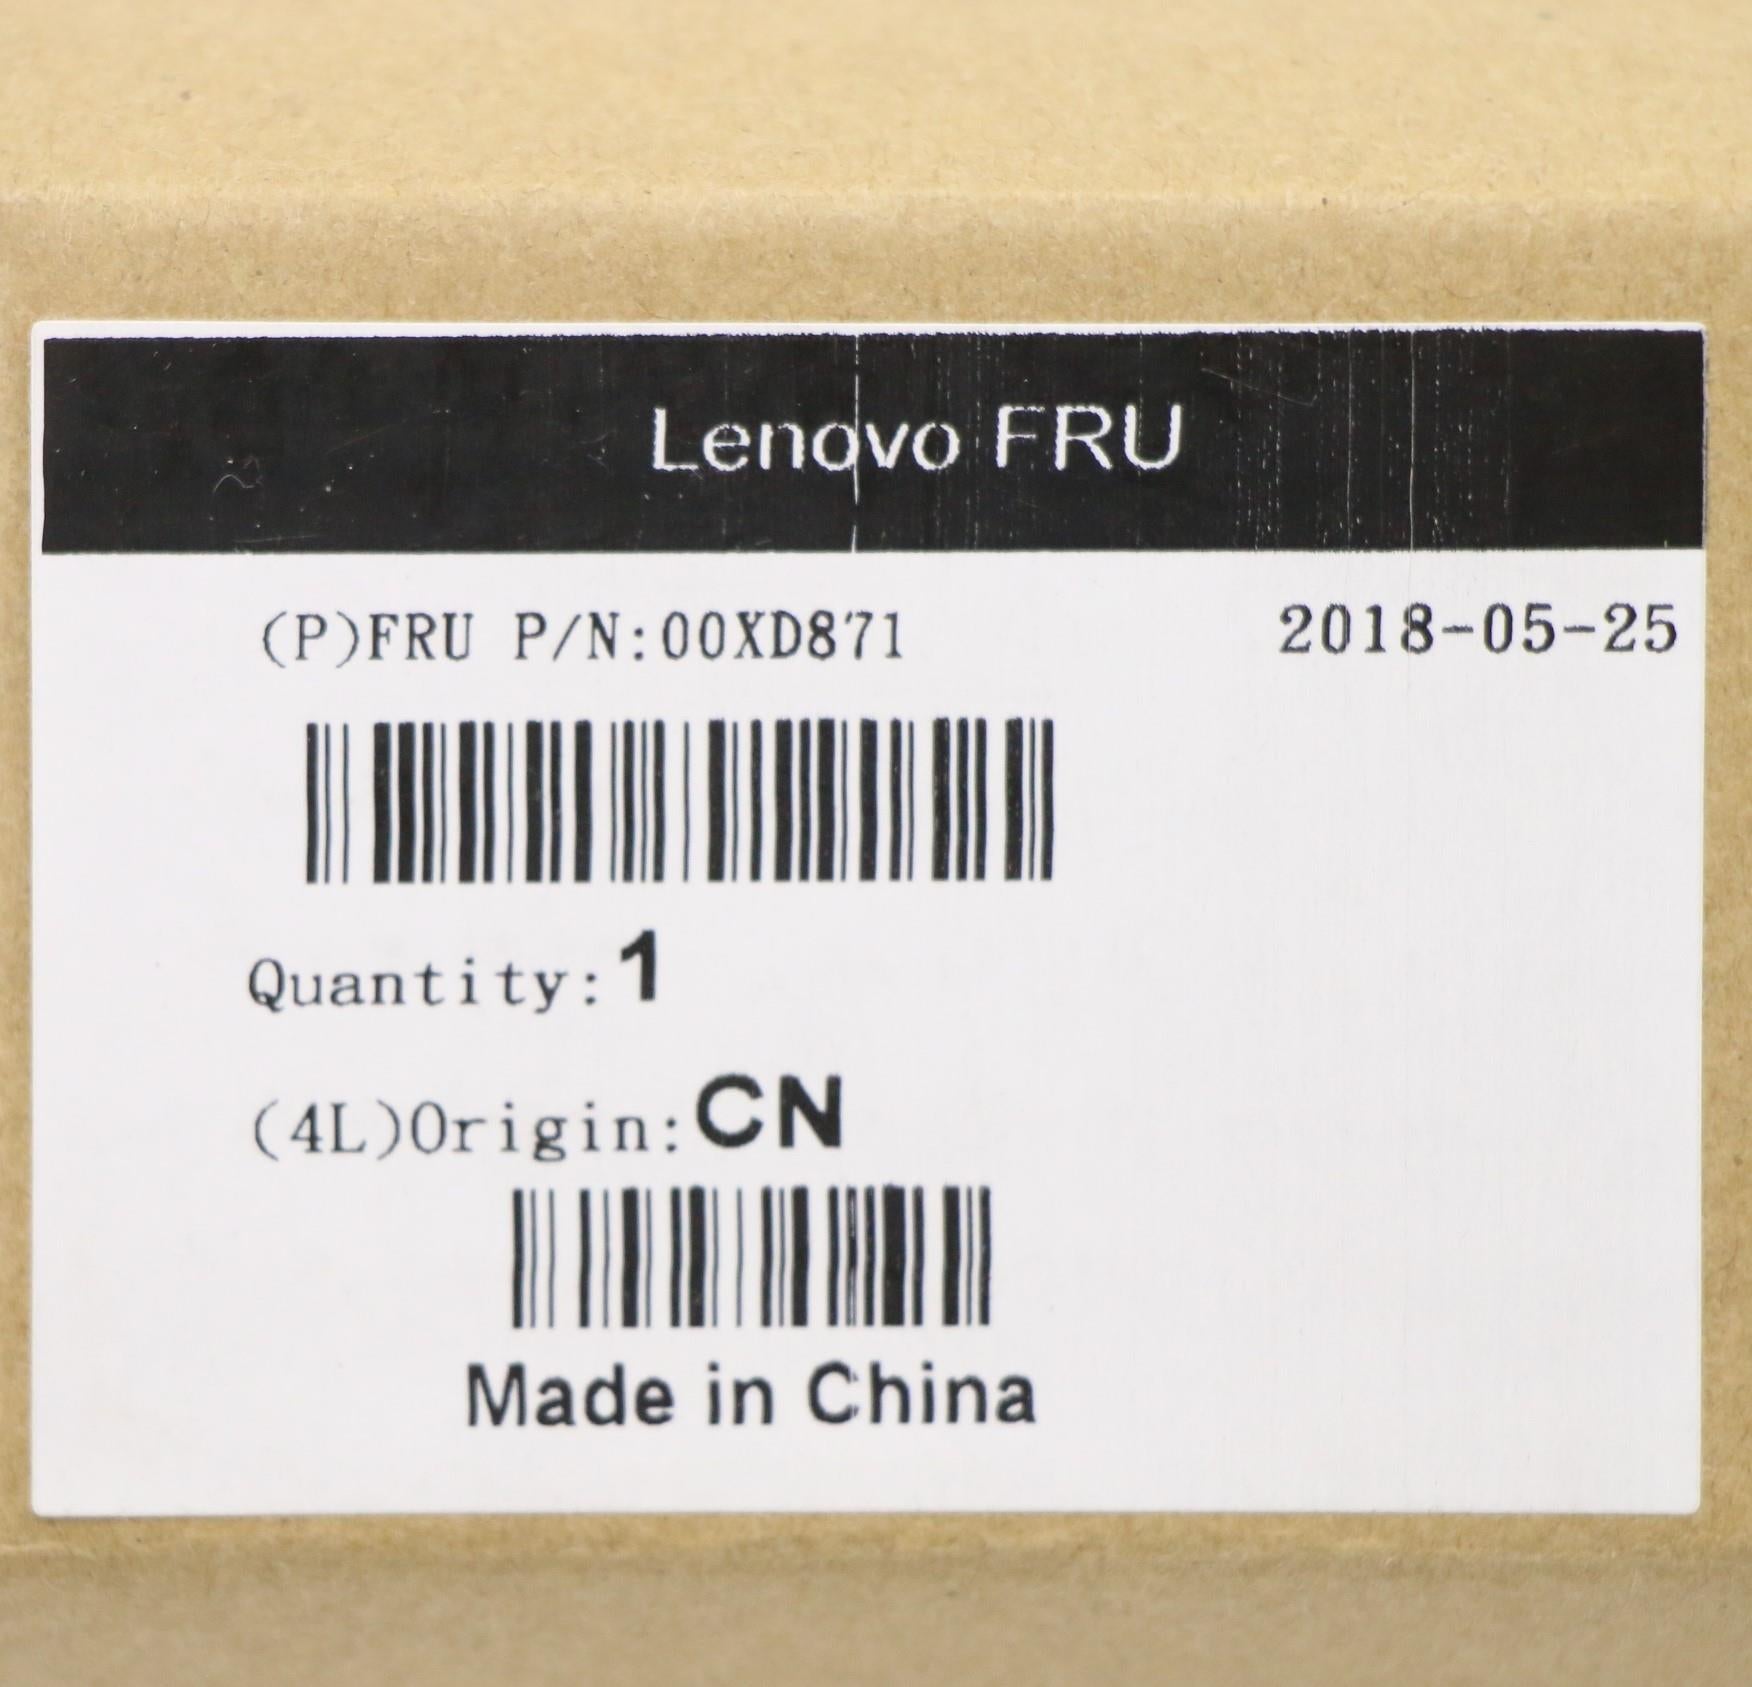 Lenovo FRU
(P)FRU P/N:00XD871 2018-05-25
Quantity:1
(4L)Origin:CN
Made in China